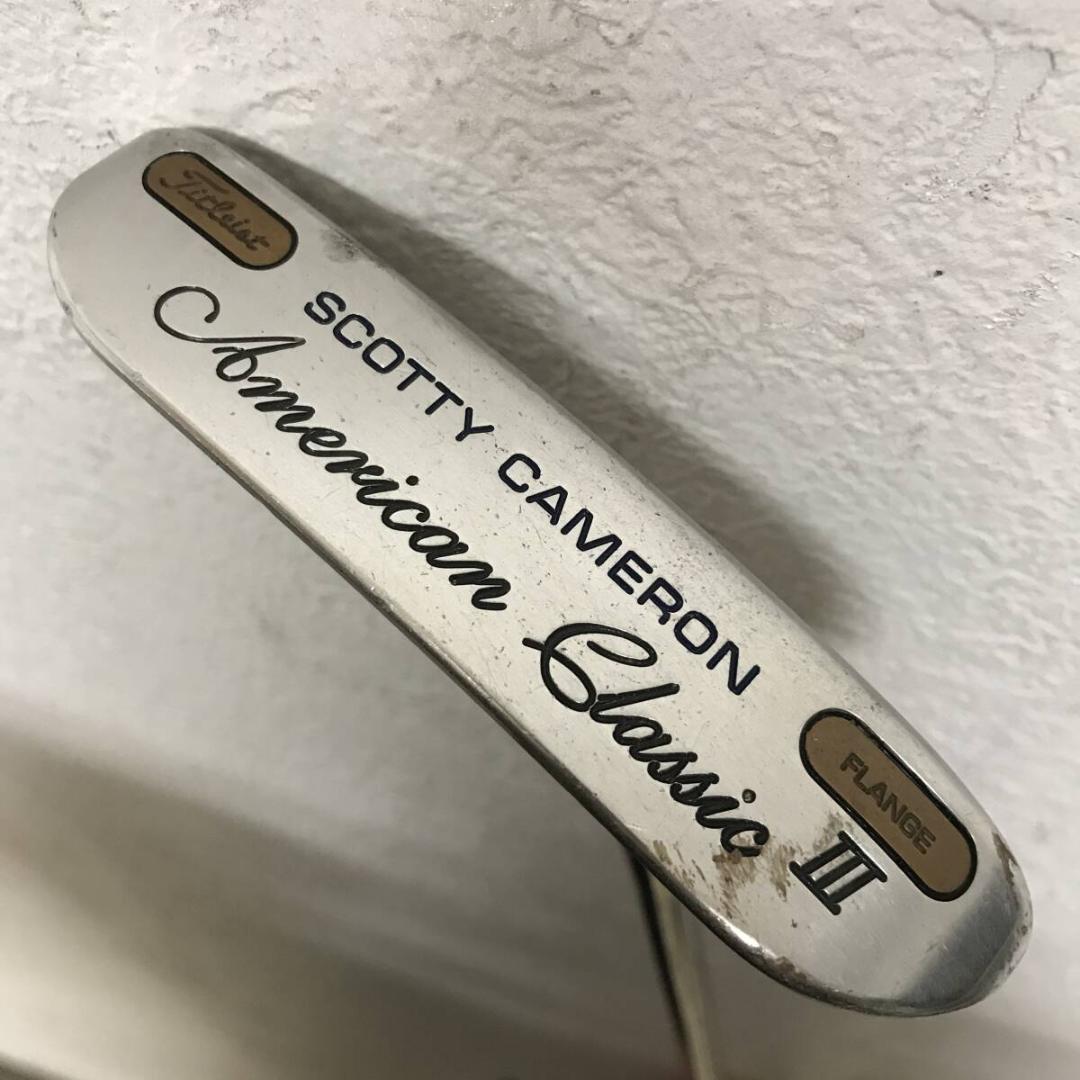 Titleist
SCOTTY CAMERON
American Classic III
FLANGE